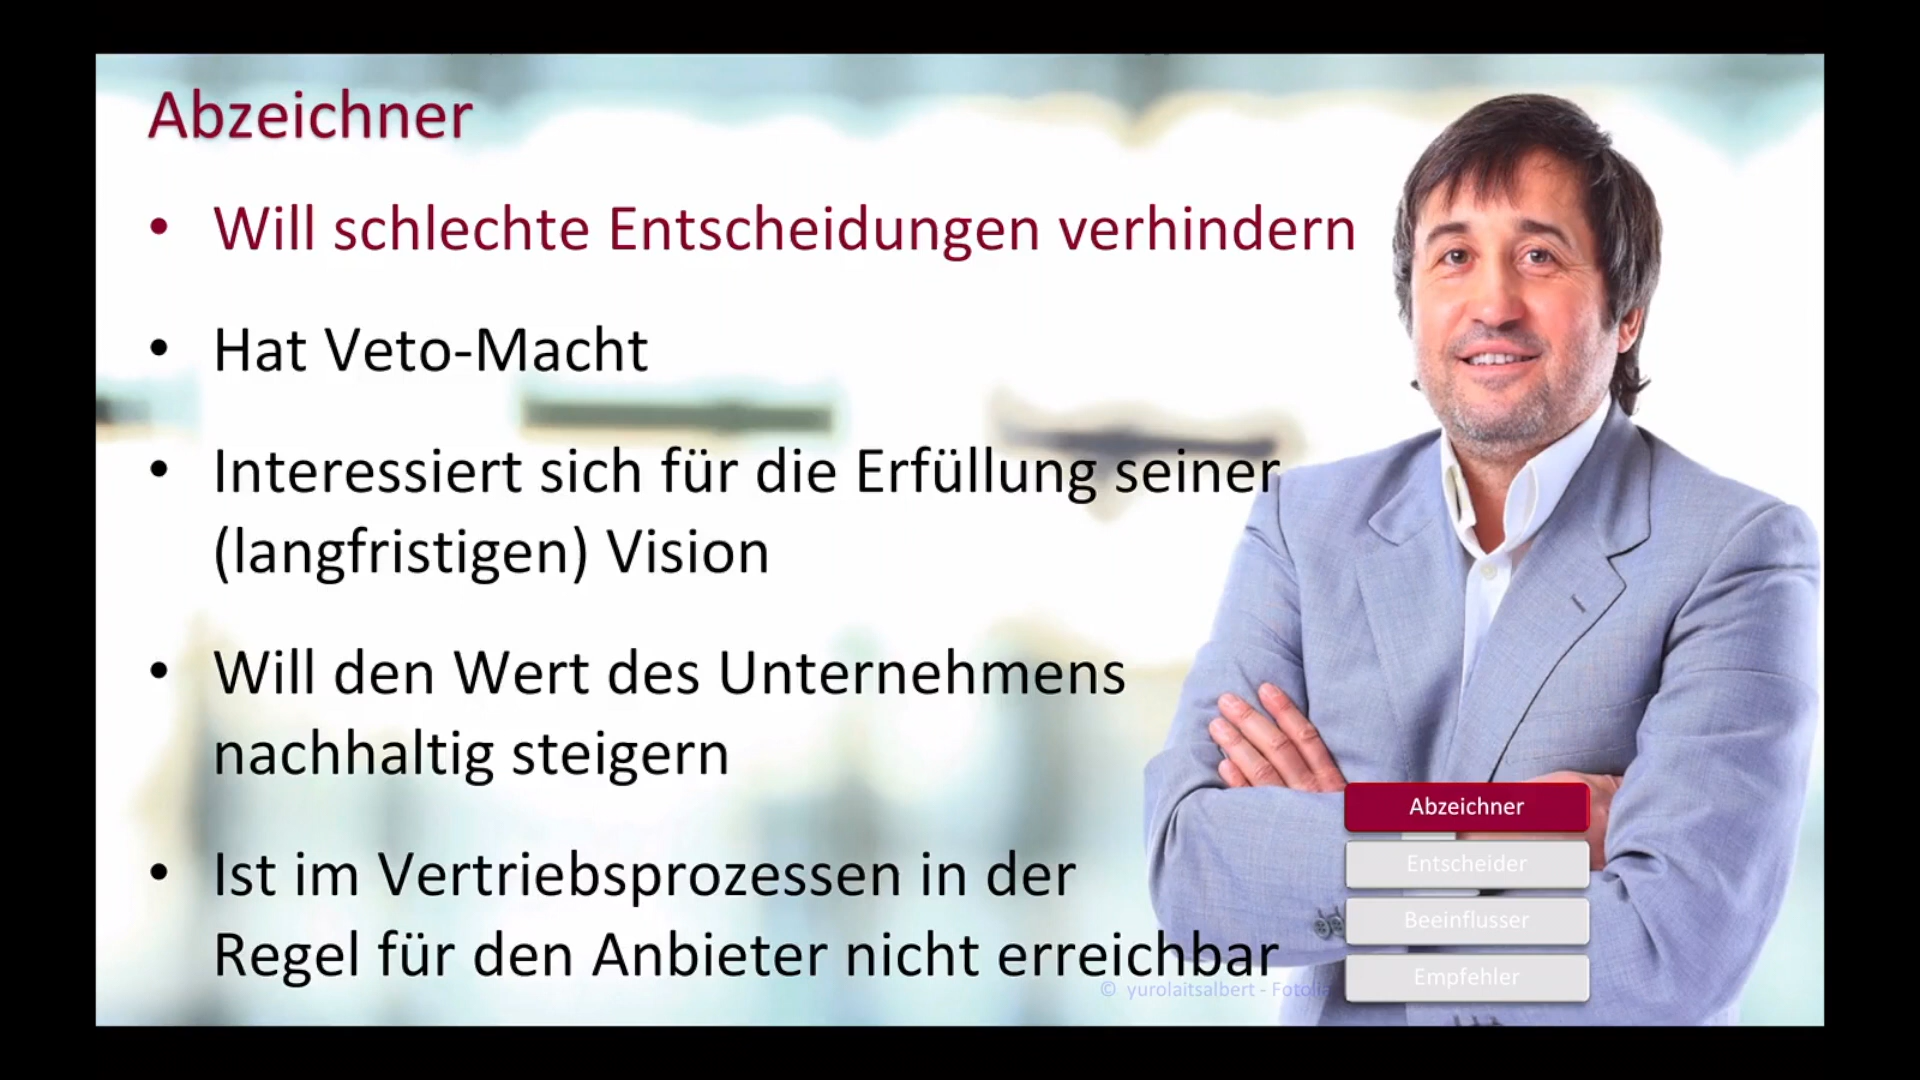 Abzeichner
• Will schlechte Entscheidungen verhindern
• Hat Veto-Macht
• Interessiert sich für die Erfüllung seiner
(langfristigen) Vision
• Will den Wert des Unternehmens
nachhaltig steigern
• Ist im Vertriebsprozessen in der
Regel für den Anbieter nicht erreichbar
© yurolaitsalbert -
Abzeichner
Entscheider
Beeinflusser
Empfehler